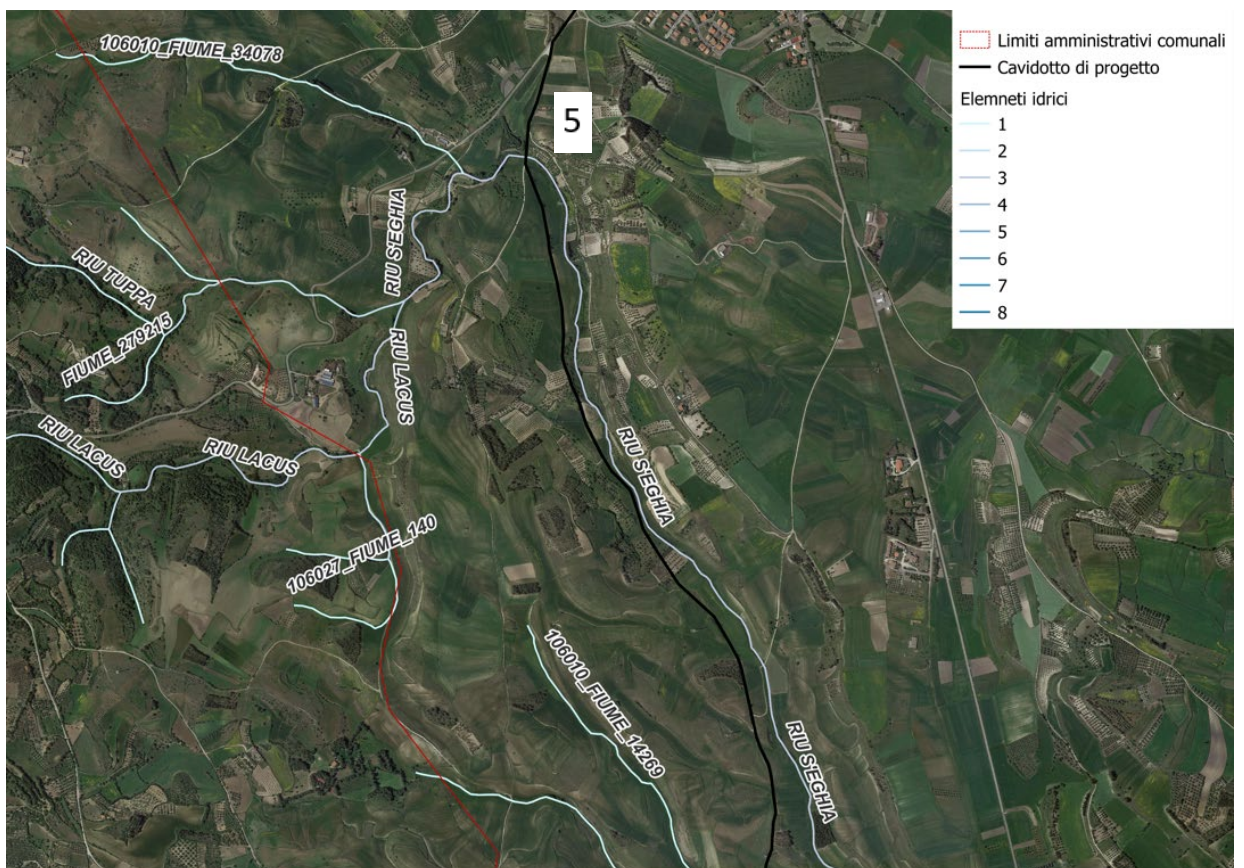 106010_FIUME_34078
5
RIU S'EGHIA
RIU TUPPA
FIUME_279215
RIU LACUS
RIU LACUS
RIU LACUS
RIU S'EGHIA
106027_FIUME_140
106010_FIUME_14269
RIU S'EGHIA
Limiti amministrativi comunali
Cavidotto di progetto
Elemneti idrici
1
2
3
4
5
6
7
8